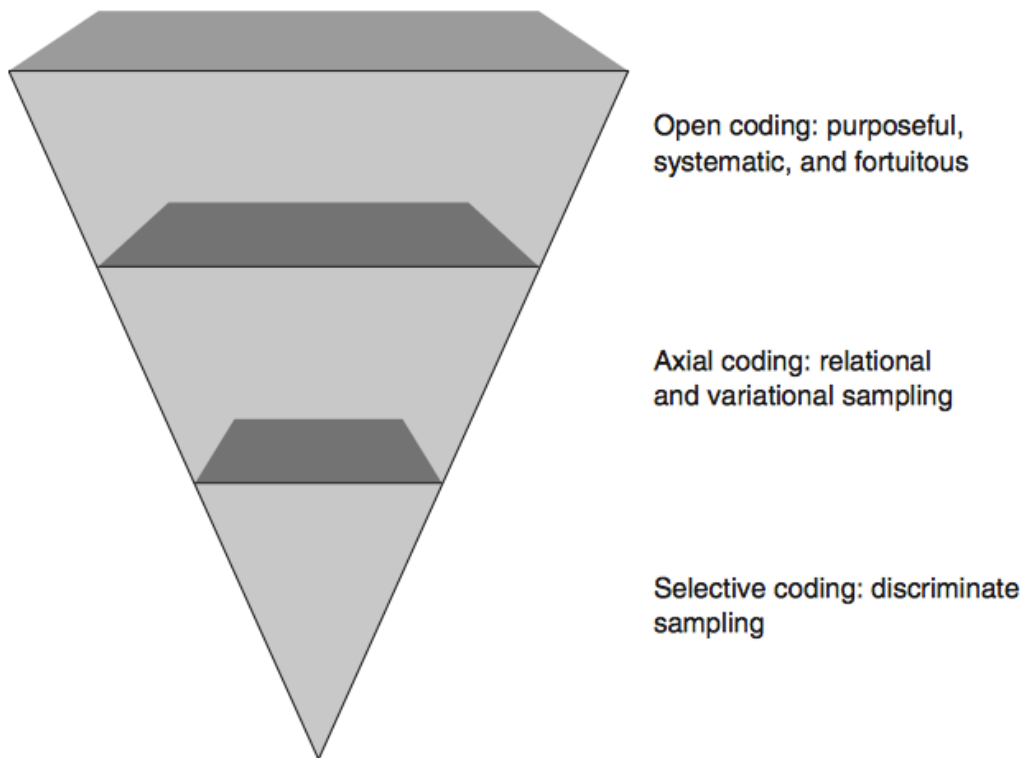 Open coding: purposeful,
systematic, and fortuitous
Axial coding: relational
and variational sampling
Selective coding: discriminate
sampling